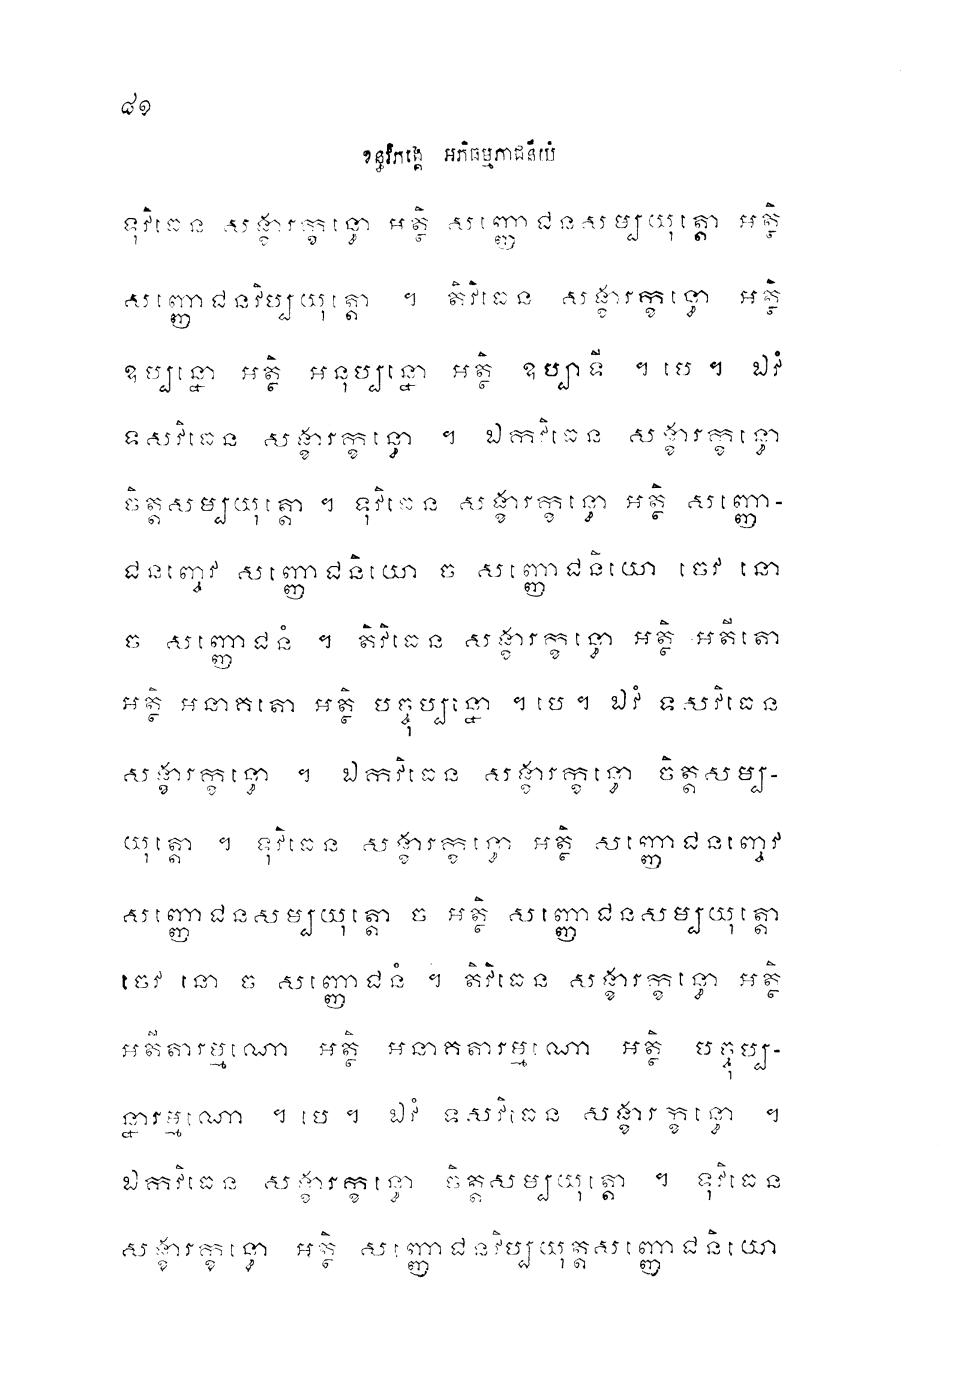 ៨១
ខន្ធវិភង្គេ អភិធម្មភាជនីយំ
ទុវិធេន សង្ខារក្ខន្ធោ អត្ថិ សញ្ញោជនសម្បយុត្តោ អត្ថិ
សញ្ញោជនវិប្បយុត្តោ ។ តិវិធេន សង្ខារក្ខន្ធោ អត្ថិ
ឧប្បន្នោ អត្ថិ អនុប្បន្នោ អត្ថិ ឧប្បាទី ។ បេ ។ ឯវំ
ទសវិធេន សង្ខារក្ខន្ធោ ។ ឯកវិធេន សង្ខារក្ខន្ធោ
ចិត្តសម្បយុត្តោ ។ ទុវិធេន សង្ខារក្ខន្ធោ អត្ថិ សញ្ញោ-
ជនញ្ចេវ សញ្ញោជនិយោ ច សញ្ញោជនិយោ ចេវ នោ
ច សញ្ញោជនំ ។ តិវិធេន សង្ខារក្ខន្ធោ អត្ថិ អតីតោ
អត្ថិ អនាគតោ អត្ថិ បច្ចុប្បន្នោ ។ បេ ។ ឯវំ ទសវិធេន
សង្ខារក្ខន្ធោ ។ ឯកវិធេន សង្ខារក្ខន្ធោ ចិត្តសម្ប-
យុត្តោ ។ ទុវិធេន សង្ខារក្ខន្ធោ អត្ថិ សញ្ញោជនញ្ចេវ
សញ្ញោជនសម្បយុត្តោ ច អត្ថិ សញ្ញោជនសម្បយុត្តោ
ចេវ នោ ច សញ្ញោជនំ ។ តិវិធេន សង្ខារក្ខន្ធោ អត្ថិ
អតីតារម្មណោ អត្ថិ អនាគតារម្មណោ អត្ថិ បច្ចុប្ប-
ន្នារម្មណោ ។ បេ ។ ឯវំ ទសវិធេន សង្ខារក្ខន្ធោ ។
ឯកវិធេន សង្ខារក្ខន្ធោ ចិត្តសម្បយុត្តោ ។ ទុវិធេន
សង្ខារក្ខន្ធោ អត្ថិ សញ្ញោជនវិប្បយុត្តសញ្ញោជនិយោ